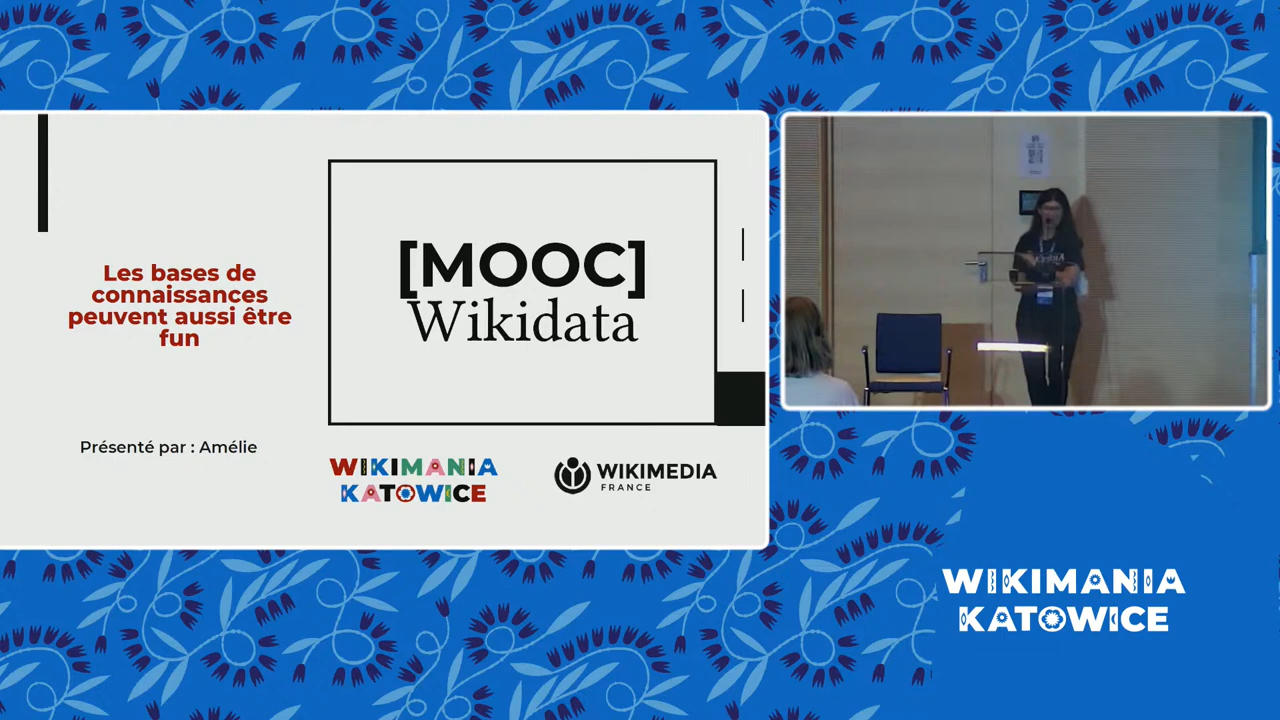 Les bases de
connaissances
peuvent aussi être
fun
Présenté par : Amélie
[MOOC]
Wikidata
WIKIMANIA
KATOWICE
WIKIMEDIA
FRANCE
WIKIMANIA
KATOWICE